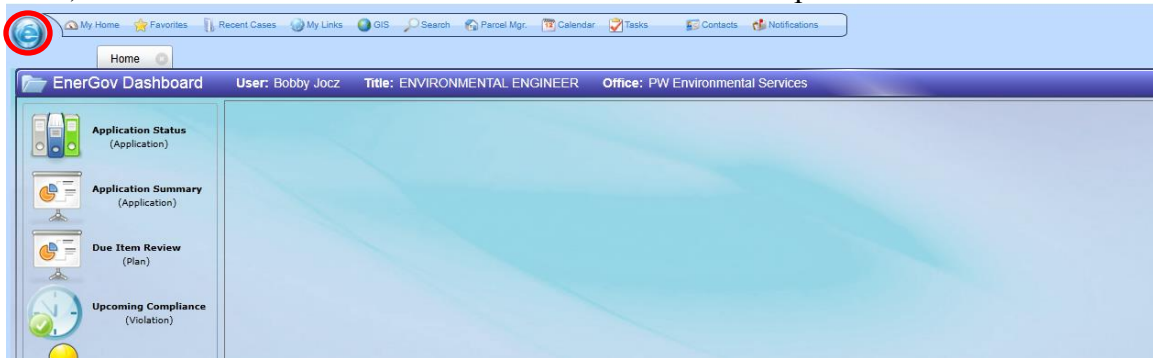 My Home Favorites Recent Cases My Links GIS Search Parcel Mgr. Calendar Tasks Contacts Notifications
Home
EnerGov Dashboard User: Bobby Jocz Title: ENVIRONMENTAL ENGINEER Office: PW Environmental Services
Application Status
(Application)
Application Summary
(Application)
Due Item Review
(Plan)
Upcoming Compliance
(Violation)